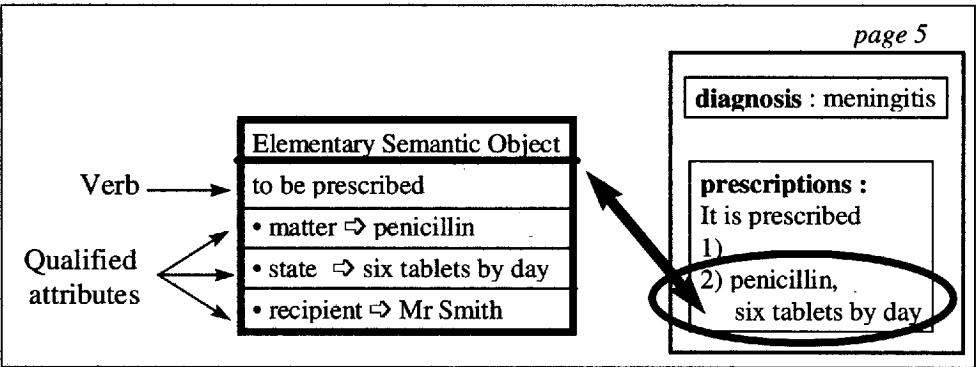 page 5
diagnosis : meningitis
Elementary Semantic Object
Verb
to be prescribed
Qualified
attributes
• matter ⇨ penicillin
• state ⇨ six tablets by day
• recipient ⇨ Mr Smith
prescriptions :
It is prescribed
1)
2) penicillin,
six tablets by day